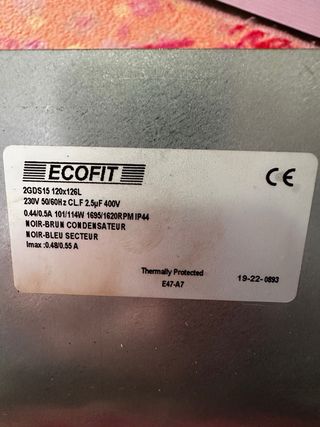 ECOFIT
CE
2GDS15 120x126L
230V 50/60Hz CL.F 2.5µF 400V
0.44/0.5A 101/114W 1695/1620RPM IP44
NOIR-BRUN CONDENSATEUR
NOIR-BLEU SECTEUR
Imax :0.48/0.55 A
Thermally Protected
E47-A7
19-22-0893